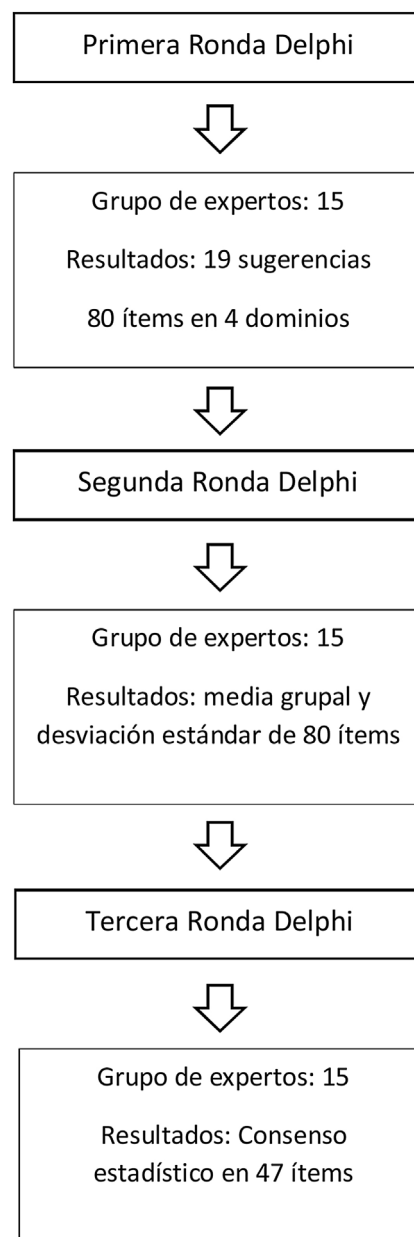 Primera Ronda Delphi
Grupo de expertos: 15
Resultados: 19 sugerencias
80 ítems en 4 dominios
Segunda Ronda Delphi
Grupo de expertos: 15
Resultados: media grupal y
desviación estándar de 80 ítems
Tercera Ronda Delphi
Grupo de expertos: 15
Resultados: Consenso
estadístico en 47 ítems